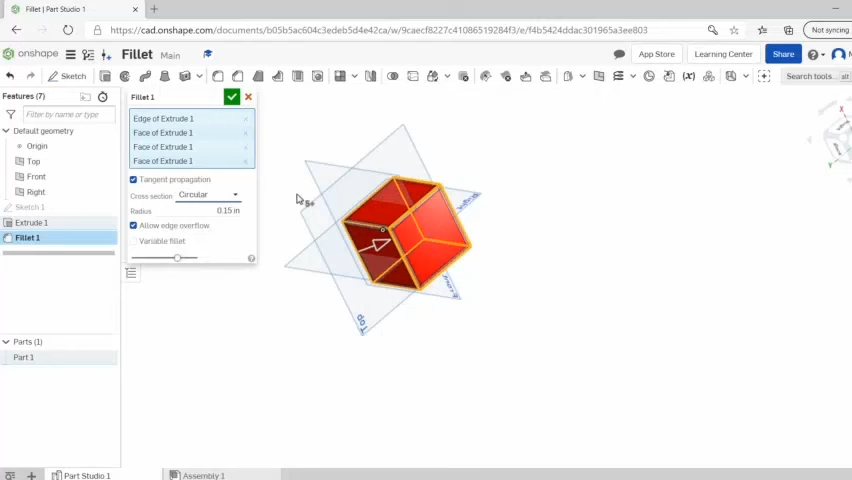 Fillet | Part Studio 1
https://cad.onshape.com/documents/b05b5ac604c3edeb5d4e42ca/w/9caecf8227c41086519284f3/e/f4b5424ddac301965a3ee803
Not syncing
onshape
Fillet
Main
App Store
Learning Center
Share
Sketch
Search tools...
Features (7)
Filter by name or type
Default geometry
Origin
Top
Front
Right
Sketch 1
Extrude 1
Fillet 1
Parts (1)
Part 1
Fillet 1
Edge of Extrude 1
Face of Extrude 1
Face of Extrude 1
Face of Extrude 1
Tangent propagation
Cross section
Circular
Radius
0.15 in
Allow edge overflow
Variable fillet
5+
Top
X
Y
Part Studio 1
Assembly 1